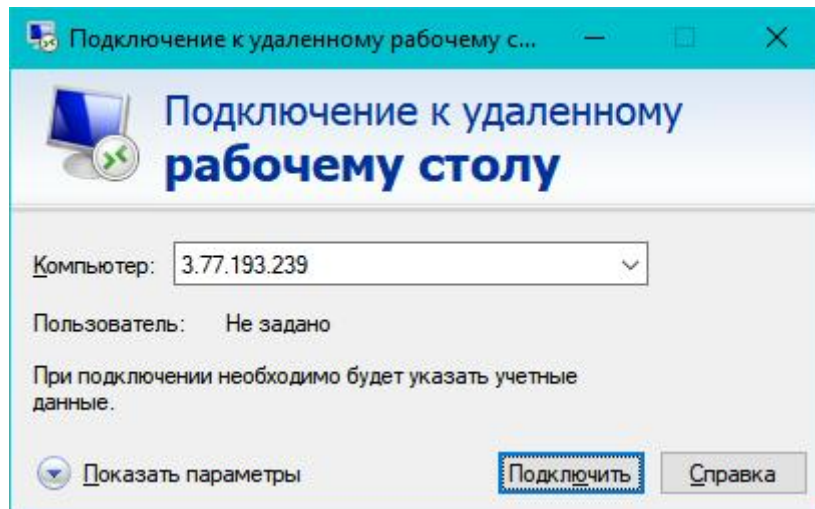 Подключение к удаленному рабочему с...
Подключение к удаленному
рабочему столу
Компьютер: 3.77.193.239
Пользователь: Не задано
При подключении необходимо будет указать учетные
данные.
Показать параметры Подключить Справка